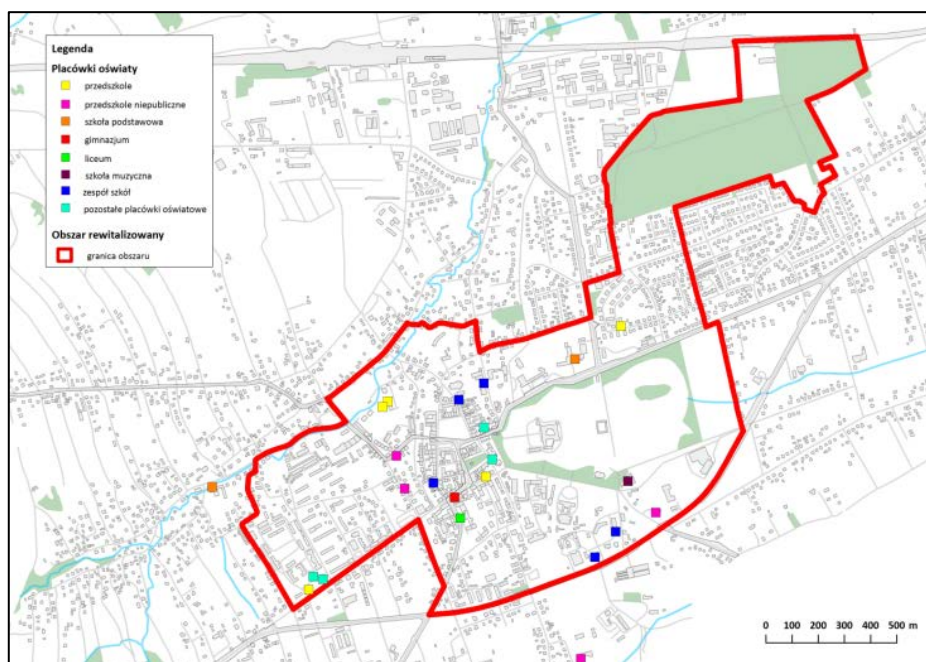 Legenda
Placówki oświaty
przedszkole
przedszkole niepubliczne
szkoła podstawowa
gimnazjum
liceum
szkoła muzyczna
zespół szkół
pozostałe placówki oświatowe
Obszar rewitalizowany
granica obszaru
0 100 200 300 400 500 m